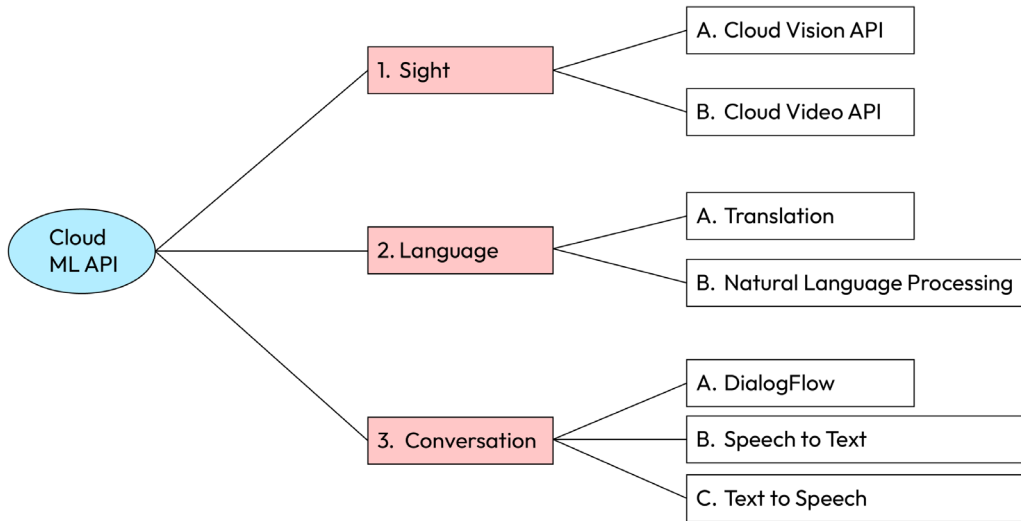 1. Sight
A. Cloud Vision API
B. Cloud Video API
Cloud
ML API
2. Language
A. Translation
B. Natural Language Processing
3. Conversation
A. DialogFlow
B. Speech to Text
C. Text to Speech